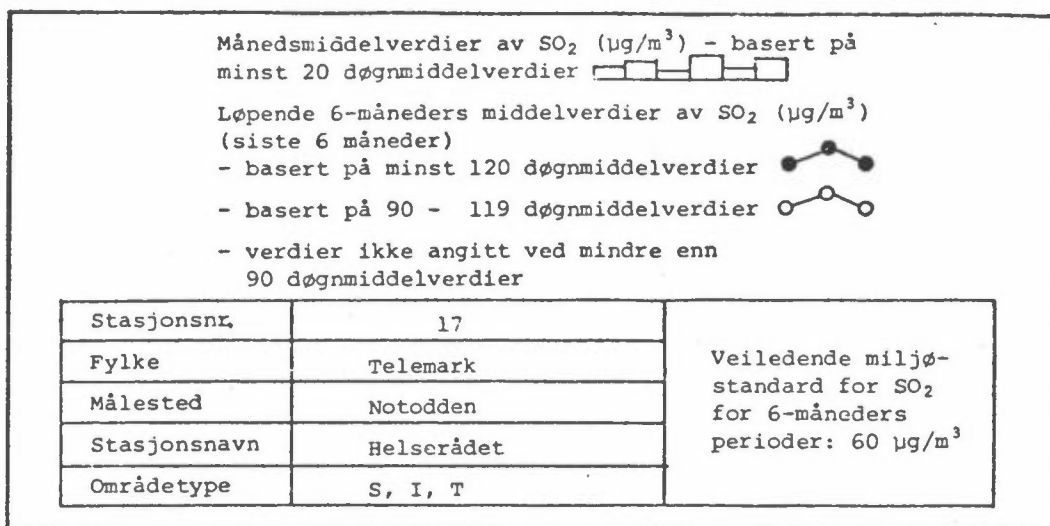 Månedsmiddelverdier av SO₂ (µg/m³) - basert på
minst 20 døgnmiddelverdier
Løpende 6-måneders middelverdier av SO₂ (µg/m³)
(siste 6 måneder)
- basert på minst 120 døgnmiddelverdier
- basert på 90 - 119 døgnmiddelverdier
- verdier ikke angitt ved mindre enn
90 døgnmiddelverdier
Stasjonsnr. 17
Fylke Telemark
Målested Notodden
Stasjonsnavn Helserådet
Områdetype S, I, T
Veiledende miljø-
standard for SO₂
for 6-måneders
perioder: 60 µg/m³